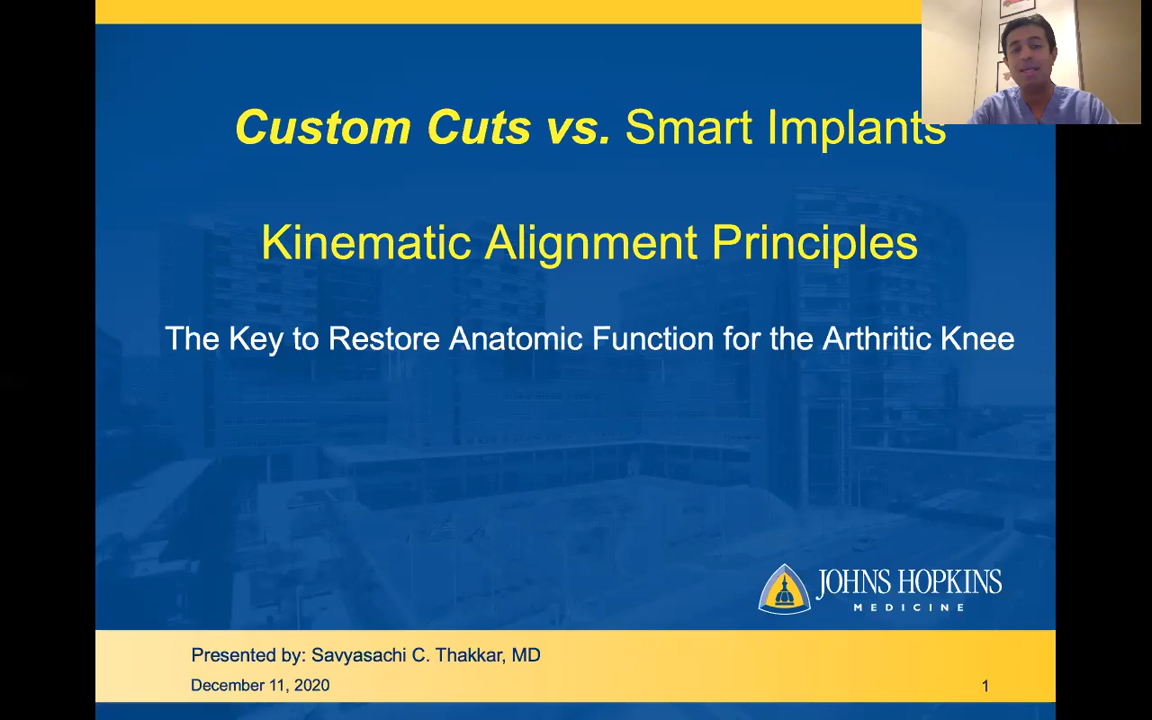 Custom Cuts vs. Smart Implants
Kinematic Alignment Principles
The Key to Restore Anatomic Function for the Arthritic Knee
JOHNS HOPKINS
MEDICINE
Presented by: Savyasachi C. Thakkar, MD
December 11, 2020
1